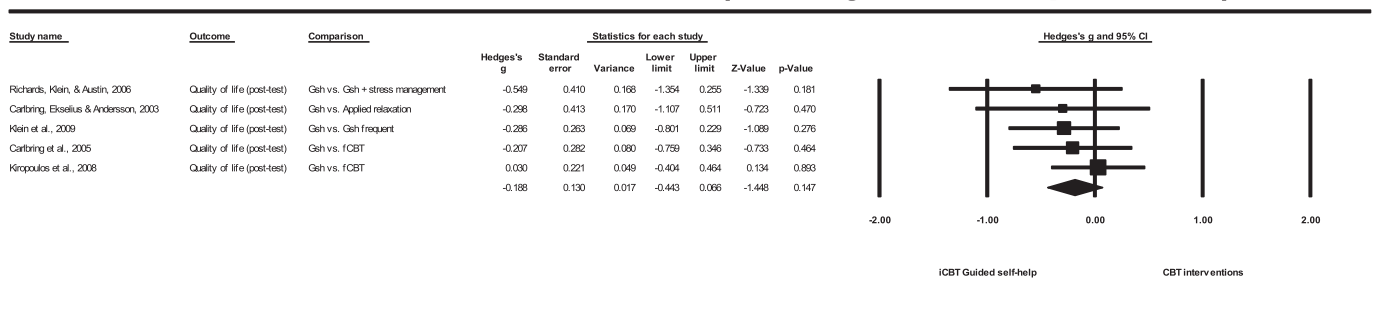 Study name Outcome Comparison Statistics for each study Hedges's g and 95% CI
Hedges's g Standard error Variance Lower limit Upper limit Z-Value p-Value
Richards, Klein, & Austin, 2006 Quality of life (post-test) Gsh vs. Gsh + stress management -0.549 0.410 0.168 -1.354 0.255 -1.339 0.181
Carlbring, Ekselius & Andersson, 2003 Quality of life (post-test) Gsh vs. Applied relaxation -0.298 0.413 0.170 -1.107 0.511 -0.723 0.470
Klein et al., 2009 Quality of life (post-test) Gsh vs. Gsh frequent -0.286 0.263 0.069 -0.801 0.229 -1.089 0.276
Carlbring et al., 2005 Quality of life (post-test) Gsh vs. fCBT -0.207 0.282 0.080 -0.759 0.346 -0.733 0.464
Kiropoulos et al., 2008 Quality of life (post-test) Gsh vs. fCBT 0.030 0.221 0.049 -0.404 0.464 0.134 0.893
-0.188 0.130 0.017 -0.443 0.066 -1.448 0.147
-2.00 -1.00 0.00 1.00 2.00
iCBT Guided self-help CBT interventions